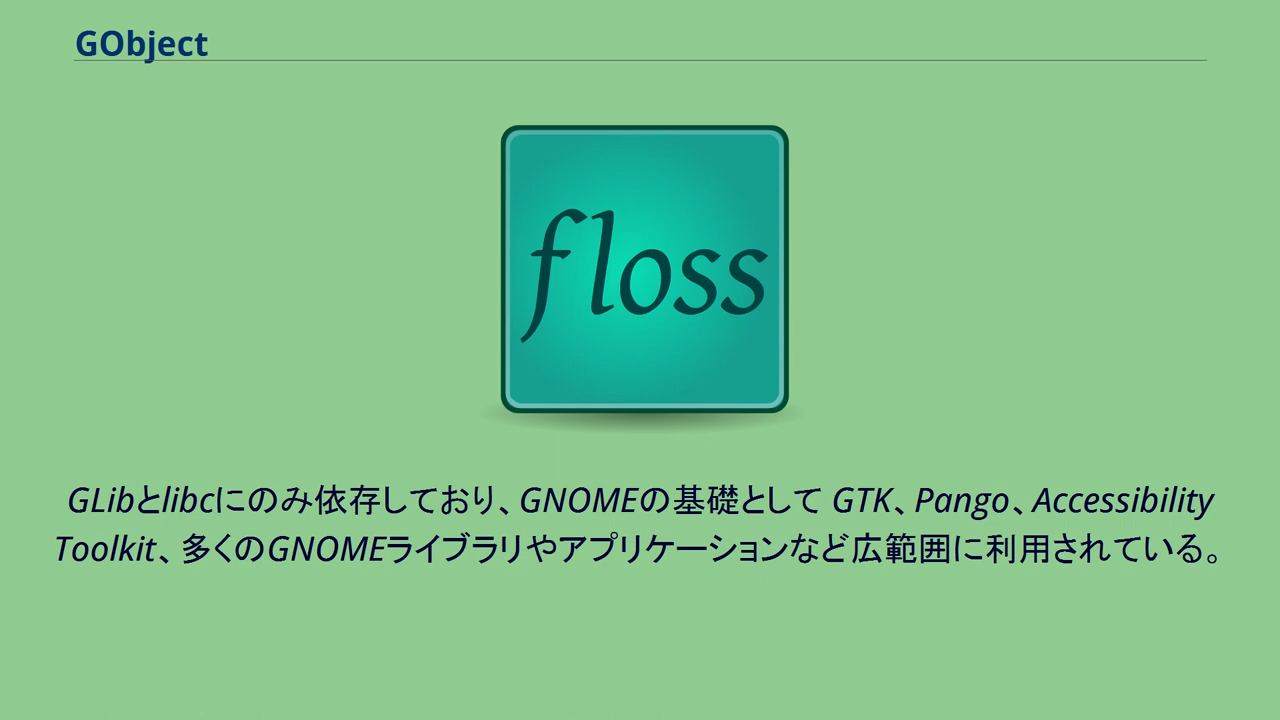 GObject
floss
GLibとlibcにのみ依存しており、GNOMEの基礎として GTK、Pango、Accessibility
Toolkit、多くのGNOMEライブラリやアプリケーションなど広範囲に利用されている。